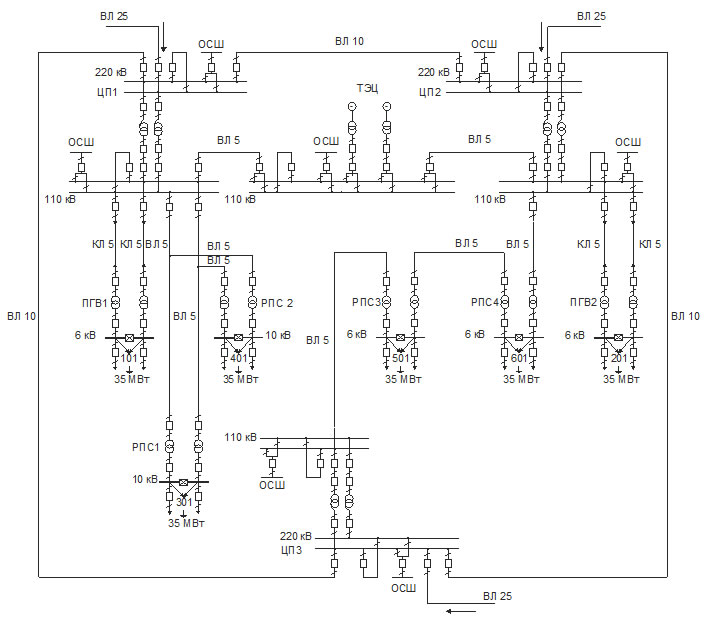 ВЛ 25
ВЛ 25
ОСШ
ВЛ 10
ОСШ
220 кВ
220 кВ
ЦП1
ЦП2
ТЭЦ
ОСШ
ВЛ 5
ОСШ
ВЛ 5
ОСШ
110 кВ
110 кВ
110 кВ
КЛ 5
КЛ 5
ВЛ 5
ВЛ 5
ВЛ 5
ВЛ 5
ВЛ 5
КЛ 5
КЛ 5
ПГВ1
РПС 2
РПС3
РПС4
ПГВ2
ВЛ 10
ВЛ 5
ВЛ 10
6 кВ
10 кВ
ВЛ 5
6 кВ
6 кВ
6 кВ
101
401
501
601
201
35 МВт
35 МВт
35 МВт
35 МВт
35 МВт
РПС1
110 кВ
10 кВ
ОСШ
301
35 МВт
220 кВ
ЦП3
ОСШ
ВЛ 25